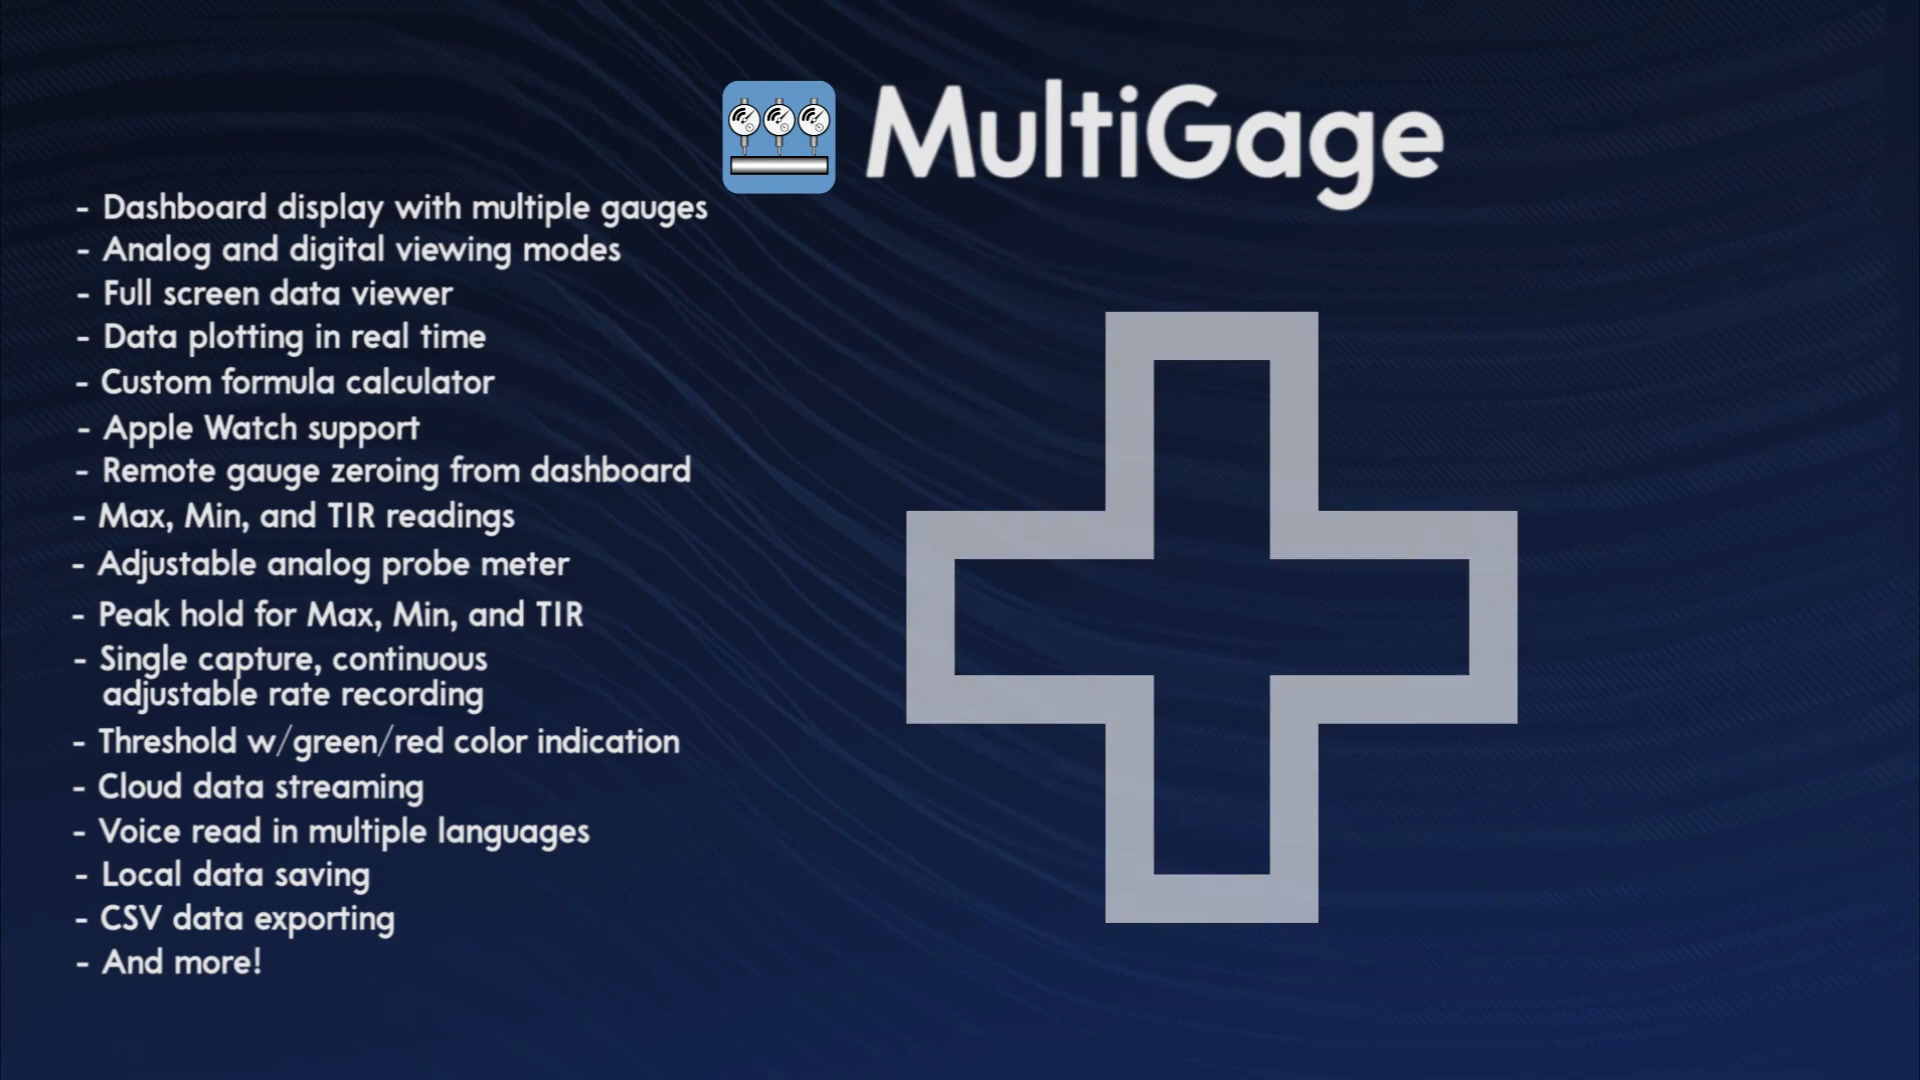 MultiGage
- Dashboard display with multiple gauges
- Analog and digital viewing modes
- Full screen data viewer
- Data plotting in real time
- Custom formula calculator
- Apple Watch support
- Remote gauge zeroing from dashboard
- Max, Min, and TIR readings
- Adjustable analog probe meter
- Peak hold for Max, Min, and TIR
- Single capture, continuous
adjustable rate recording
- Threshold w/green/red color indication
- Cloud data streaming
- Voice read in multiple languages
- Local data saving
- CSV data exporting
- And more!